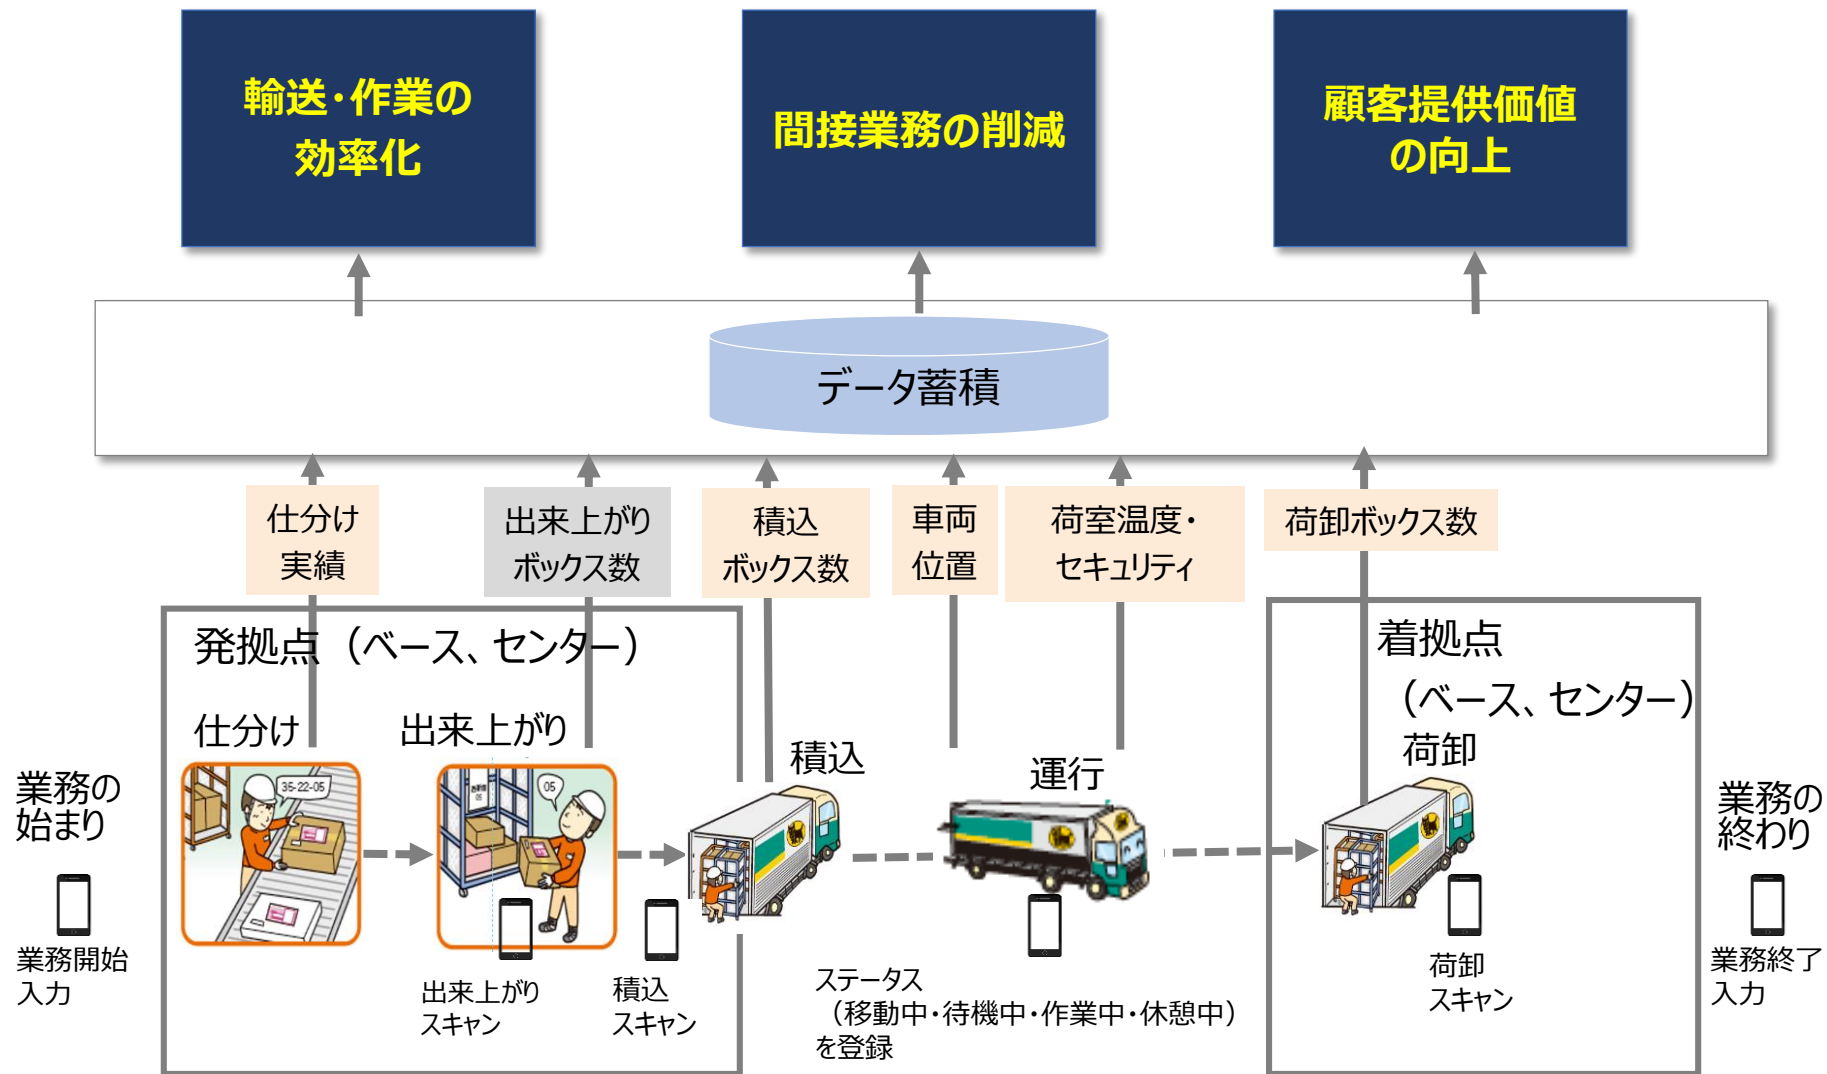 輸送・作業の
効率化
間接業務の削減
顧客提供価値
の向上
データ蓄積
仕分け
実績
出来上がり
ボックス数
積込
ボックス数
車両
位置
荷室温度・
セキュリティ
荷卸ボックス数
発拠点（ベース、センター）
着拠点
（ベース、センター）
仕分け
出来上がり
積込
運行
荷卸
業務の
始まり
35-22-05
05
業務の
終わり
業務開始
入力
出来上がり
スキャン
積込
スキャン
ステータス
（移動中・待機中・作業中・休憩中）
を登録
荷卸
スキャン
業務終了
入力